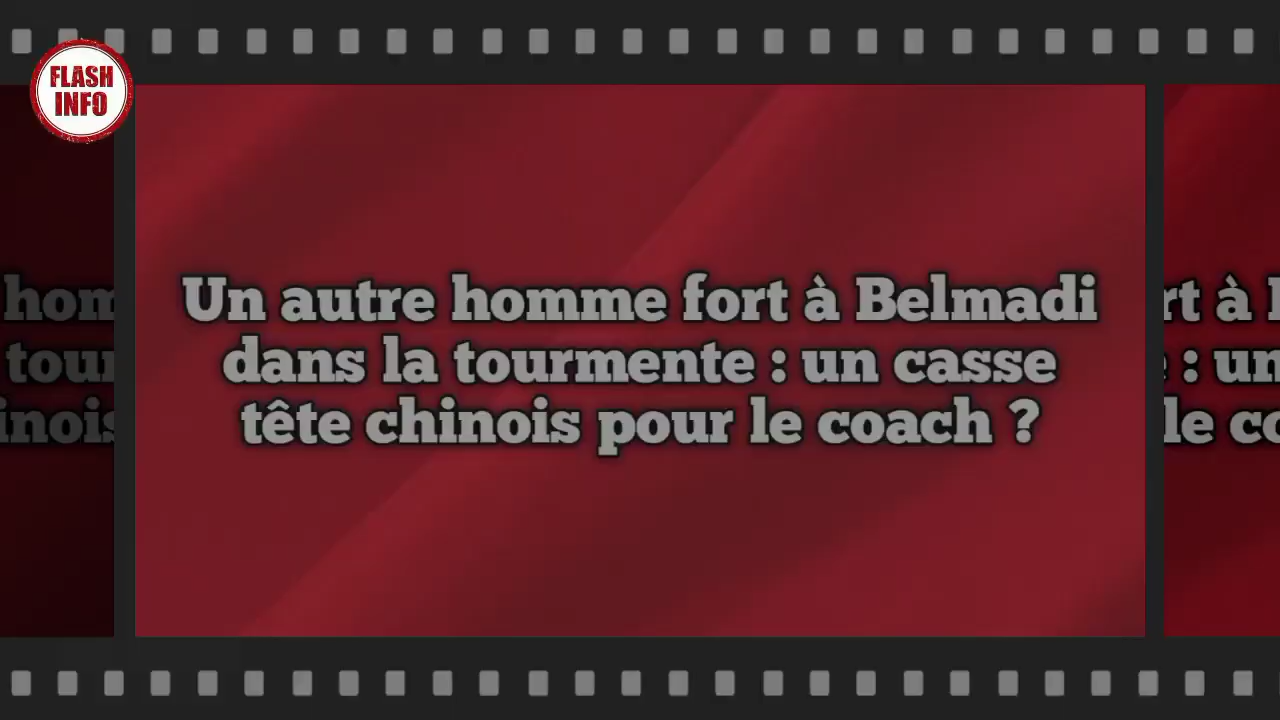 FLASH
INFO
Un autre homme fort à Belmadi
dans la tourmente : un casse
tête chinois pour le coach ?